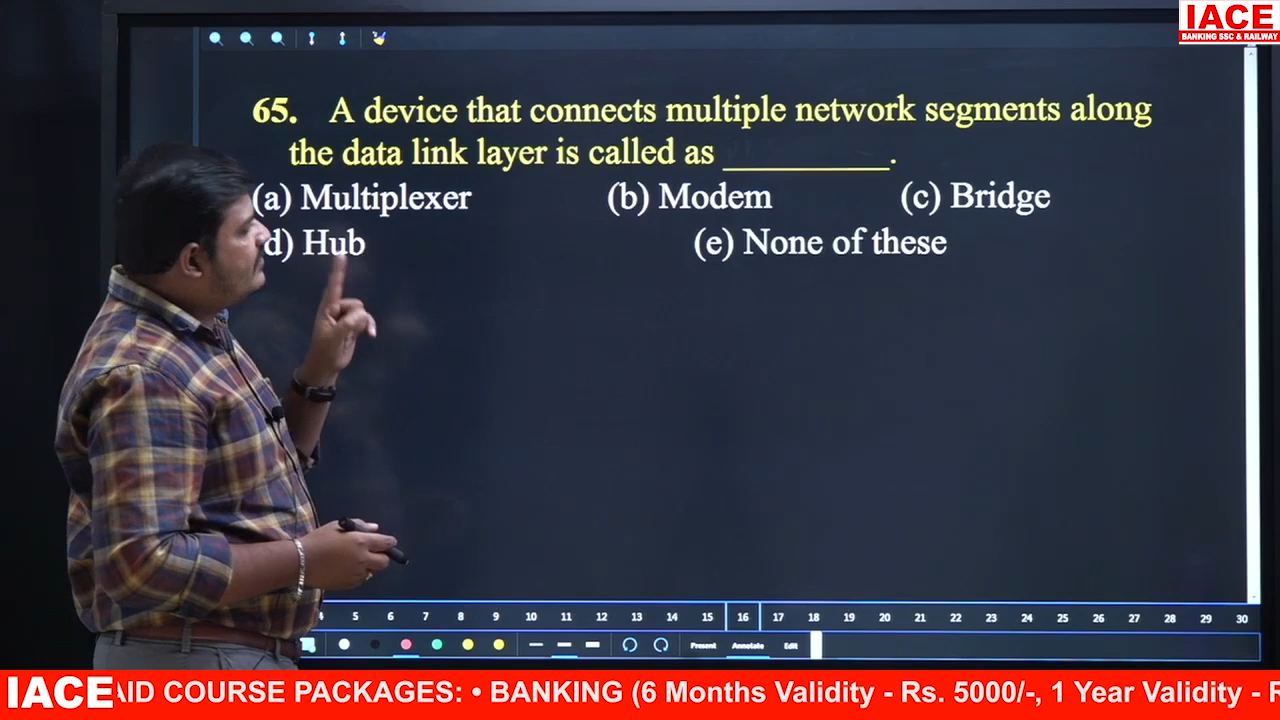 IACE
BANKING SSC & RAILWAY
65. A device that connects multiple network segments along
the data link layer is called as __________.
(a) Multiplexer (b) Modem (c) Bridge
d) Hub (e) None of these
4 5 6 7 8 9 10 11 12 13 14 15 16 17 18 19 20 21 22 23 24 25 26 27 28 29 30
Present Annotate Edit
IACE AID COURSE PACKAGES: • BANKING (6 Months Validity - Rs. 5000/-, 1 Year Validity - R